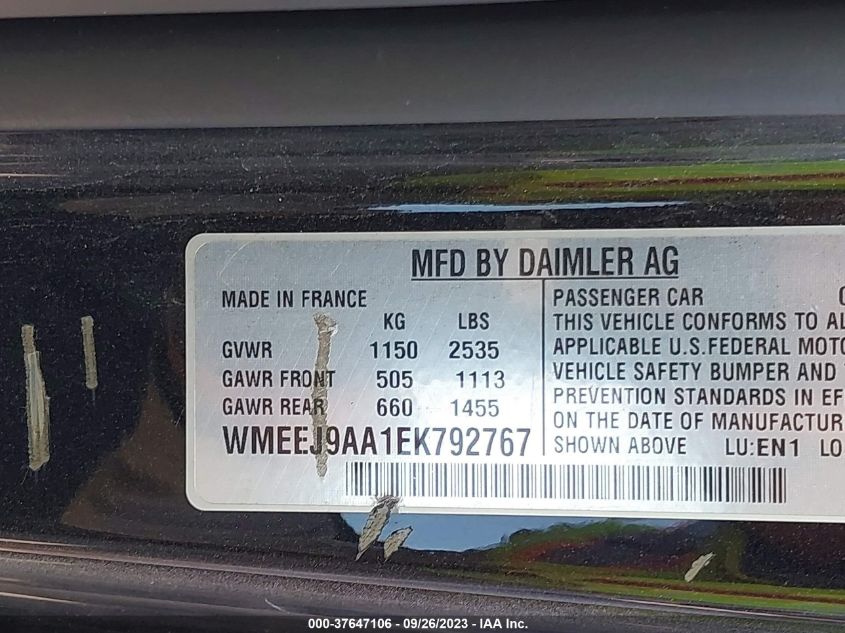 MFD BY DAIMLER AG
MADE IN FRANCE
KG LBS
GVWR 1150 2535
GAWR FRONT 505 1113
GAWR REAR 660 1455
WMEEJ9AA1EK792767
PASSENGER CAR
THIS VEHICLE CONFORMS TO AL
APPLICABLE U.S.FEDERAL MOTO
VEHICLE SAFETY BUMPER AND
PREVENTION STANDARDS IN EF
ON THE DATE OF MANUFACTUR
SHOWN ABOVE LU:EN1 LO
000-37647106 - 09/26/2023 - IAA Inc.